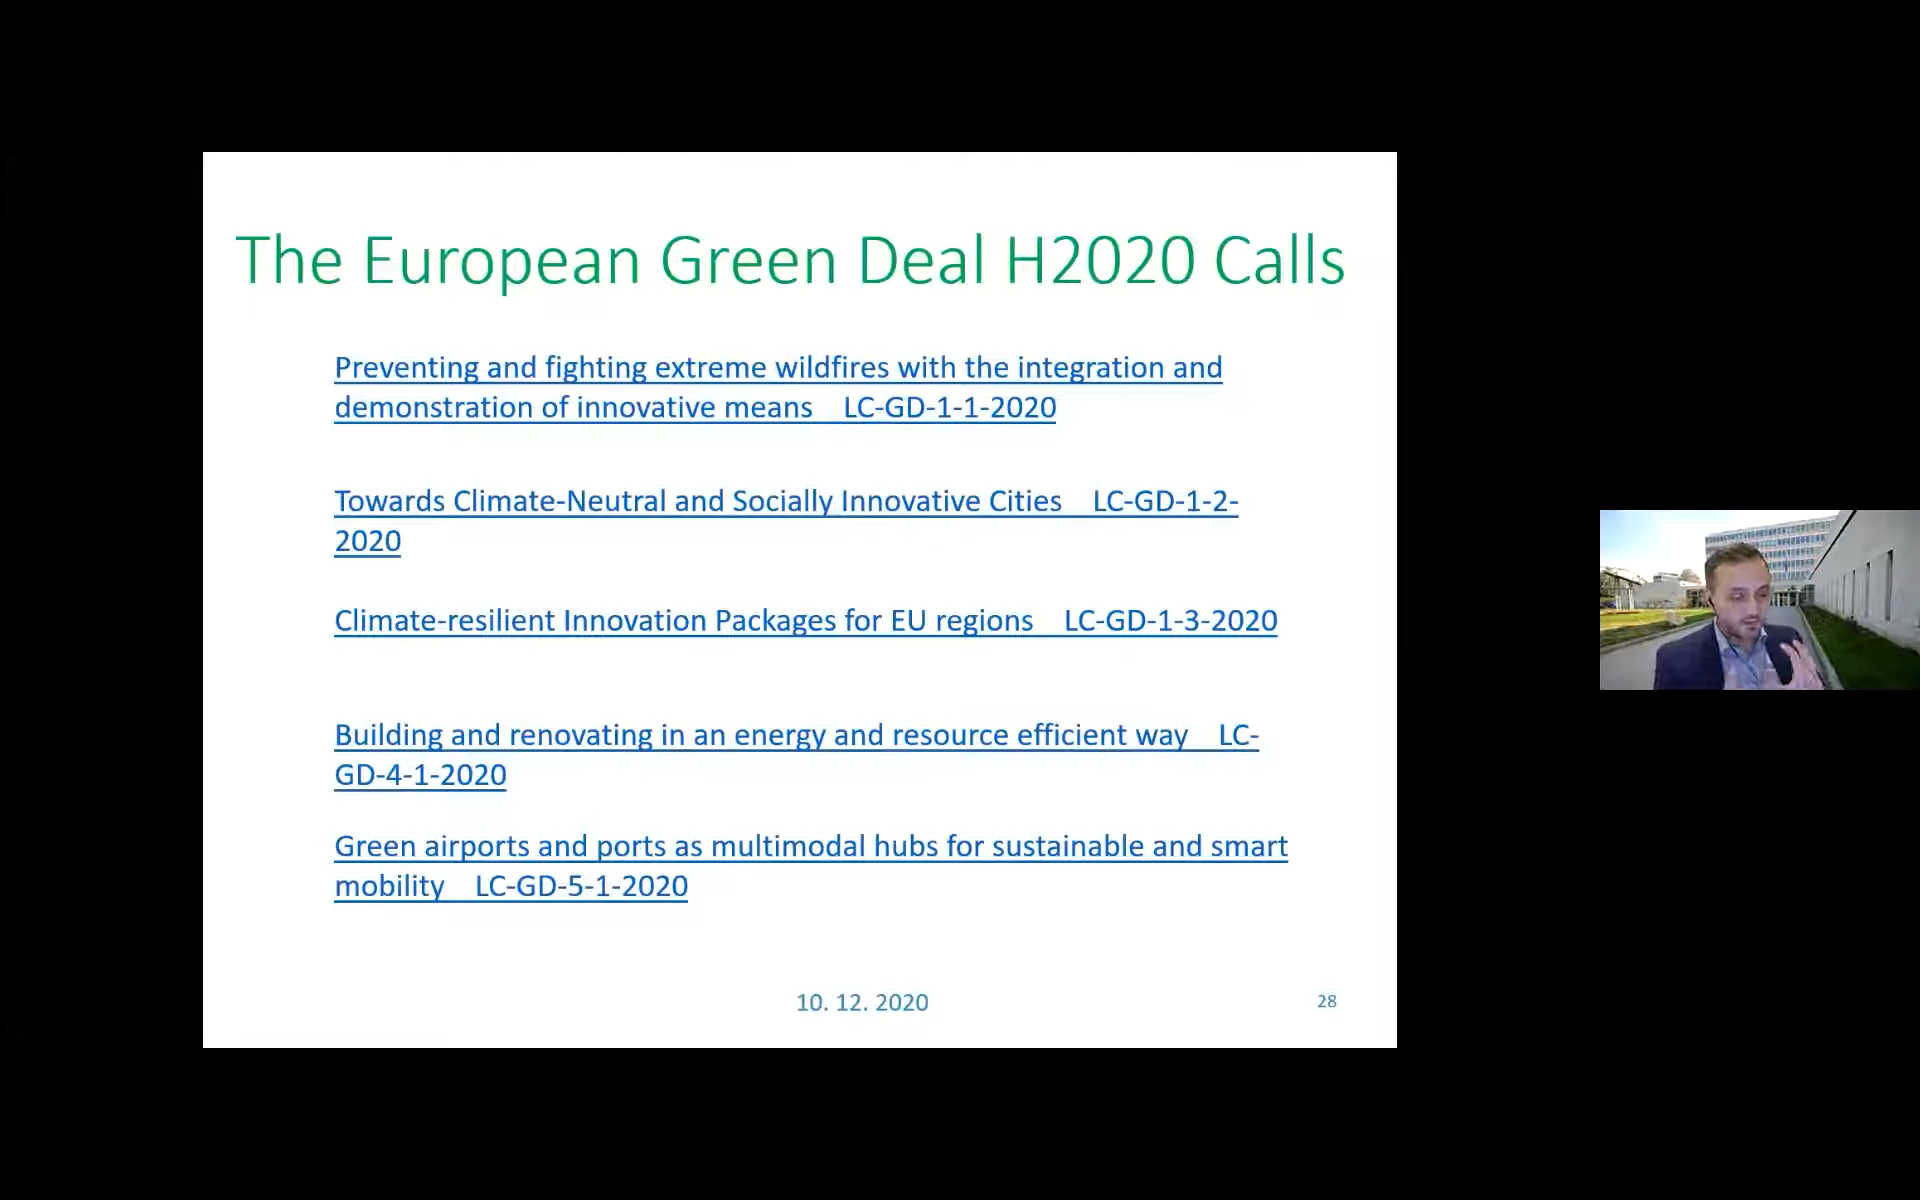 The European Green Deal H2020 Calls
Preventing and fighting extreme wildfires with the integration and
demonstration of innovative means LC-GD-1-1-2020
Towards Climate-Neutral and Socially Innovative Cities LC-GD-1-2-
2020
Climate-resilient Innovation Packages for EU regions LC-GD-1-3-2020
Building and renovating in an energy and resource efficient way LC-
GD-4-1-2020
Green airports and ports as multimodal hubs for sustainable and smart
mobility LC-GD-5-1-2020
10. 12. 2020
28